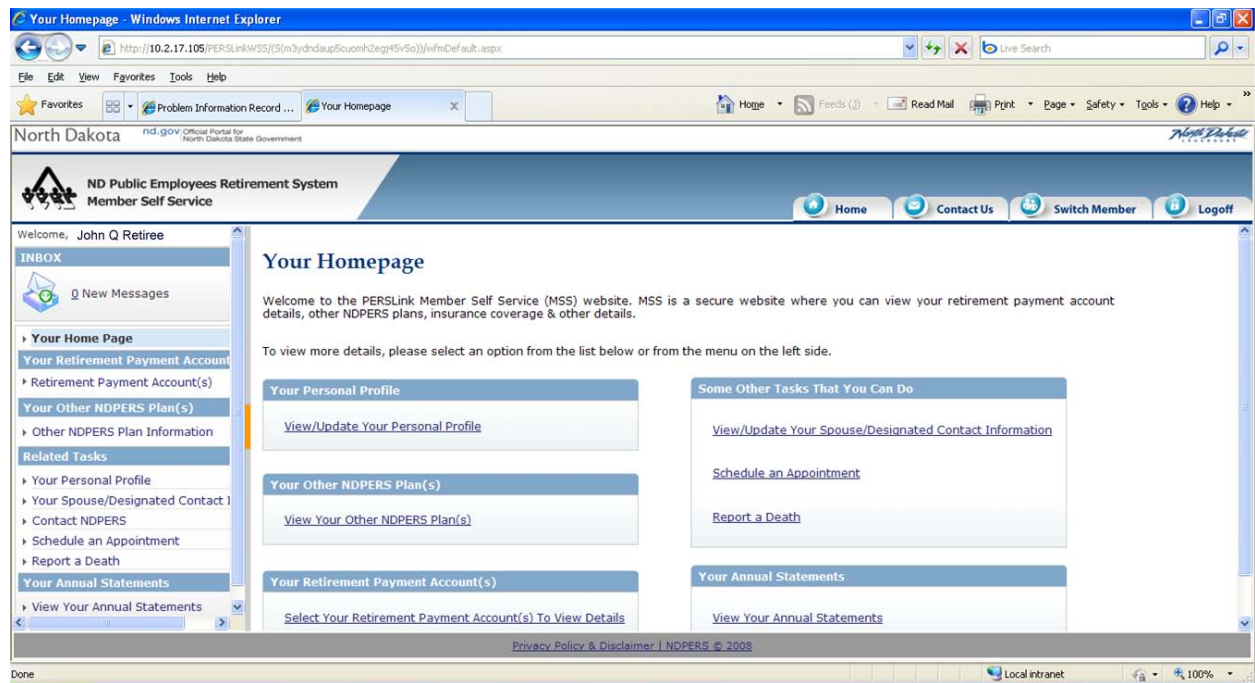 Your Homepage - Windows Internet Explorer
http://10.2.17.105/PERSLinkWSS/(S(m3ydndaup5cuomh2egj45v5o))/wfmDefault.aspx
Live Search
File Edit View Favorites Tools Help
Favorites Problem Information Record ... Your Homepage X Home Feeds (J) Read Mail Print Page Safety Tools Help
North Dakota nd.gov Official Portal for
North Dakota State Government
North Dakota
ND Public Employees Retirement System
Member Self Service
Home Contact Us Switch Member Logoff
Welcome, John Q Retiree
INBOX
0 New Messages
Your Home Page
Your Retirement Payment Account
Retirement Payment Account(s)
Your Other NDPERS Plan(s)
Other NDPERS Plan Information
Related Tasks
Your Personal Profile
Your Spouse/Designated Contact I
Contact NDPERS
Schedule an Appointment
Report a Death
Your Annual Statements
View Your Annual Statements
Your Homepage
Welcome to the PERSLink Member Self Service (MSS) website. MSS is a secure website where you can view your retirement payment account
details, other NDPERS plans, insurance coverage & other details.
To view more details, please select an option from the list below or from the menu on the left side.
Your Personal Profile
View/Update Your Personal Profile
Your Other NDPERS Plan(s)
View Your Other NDPERS Plan(s)
Your Retirement Payment Account(s)
Select Your Retirement Payment Account(s) To View Details
Some Other Tasks That You Can Do
View/Update Your Spouse/Designated Contact Information
Schedule an Appointment
Report a Death
Your Annual Statements
View Your Annual Statements
Privacy Policy & Disclaimer | NDPERS © 2008
Done Local intranet 100%